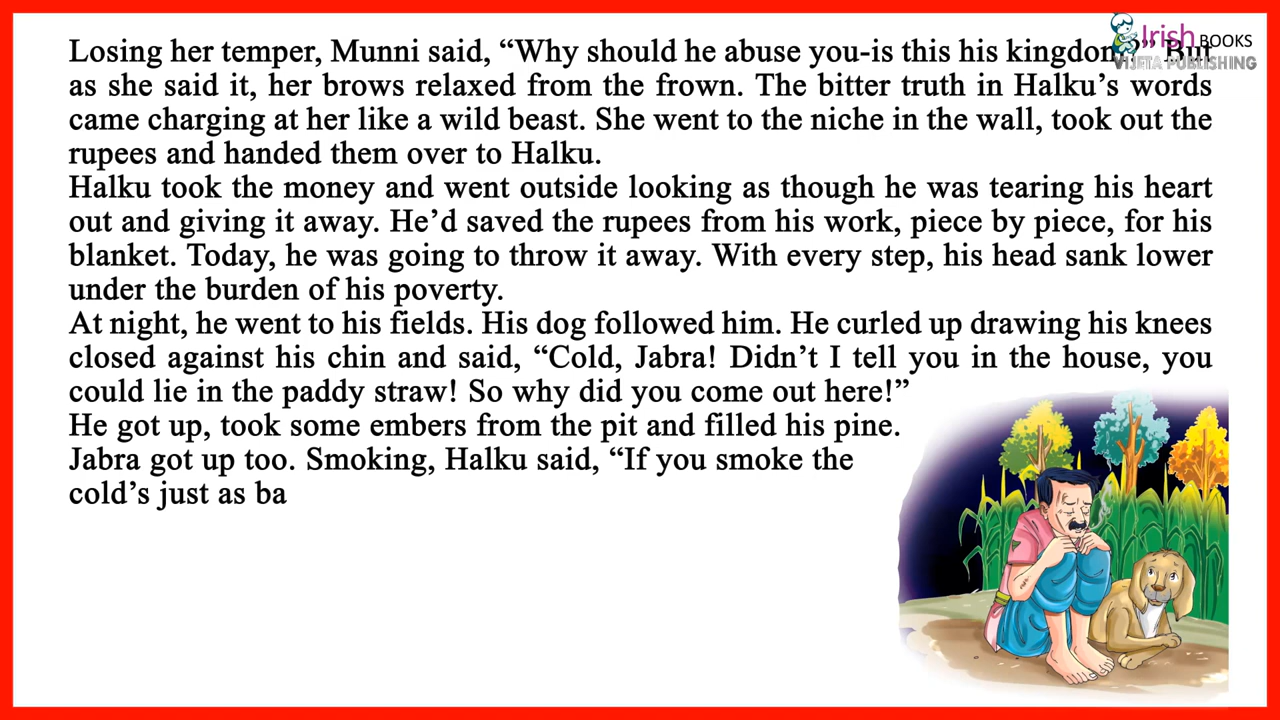 Irish BOOKS
VIJETA PUBLISHING
Losing her temper, Munni said, “Why should he abuse you-is this his kingdom?” But
as she said it, her brows relaxed from the frown. The bitter truth in Halku’s words
came charging at her like a wild beast. She went to the niche in the wall, took out the
rupees and handed them over to Halku.
Halku took the money and went outside looking as though he was tearing his heart
out and giving it away. He’d saved the rupees from his work, piece by piece, for his
blanket. Today, he was going to throw it away. With every step, his head sank lower
under the burden of his poverty.
At night, he went to his fields. His dog followed him. He curled up drawing his knees
closed against his chin and said, “Cold, Jabra! Didn’t I tell you in the house, you
could lie in the paddy straw! So why did you come out here!”
He got up, took some embers from the pit and filled his pine.
Jabra got up too. Smoking, Halku said, “If you smoke the
cold’s just as ba